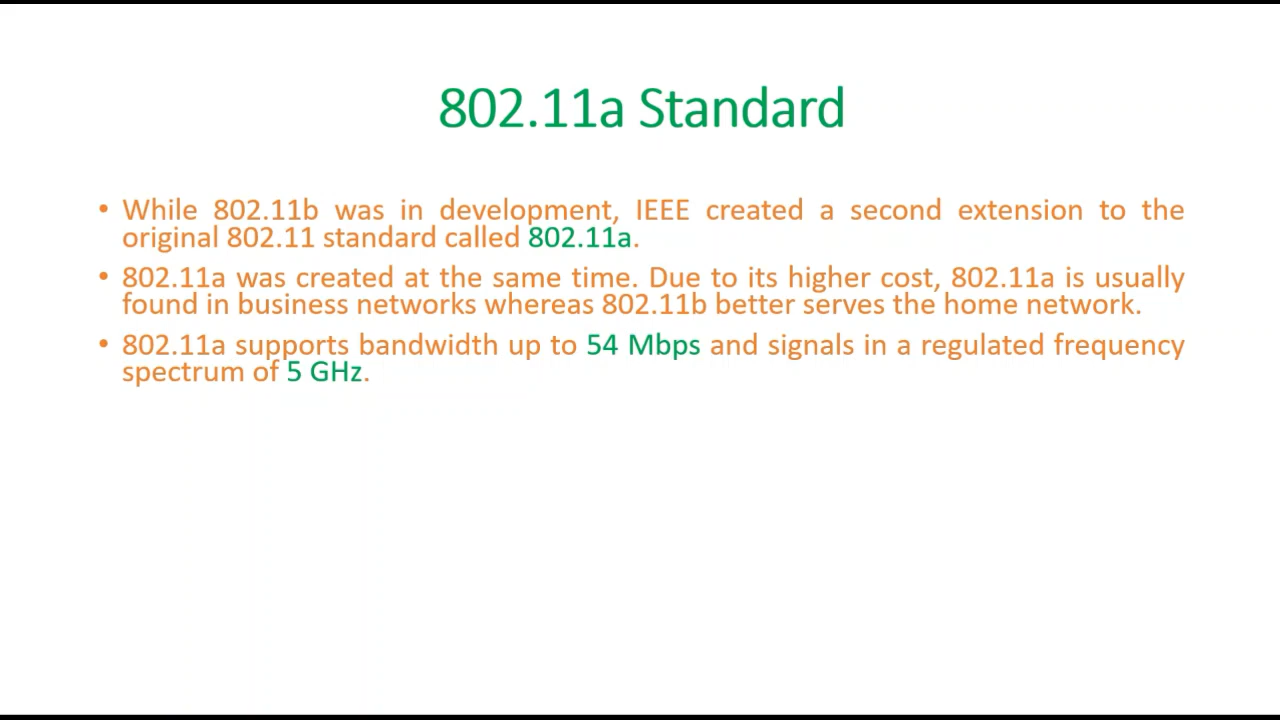 802.11a Standard
• While 802.11b was in development, IEEE created a second extension to the
original 802.11 standard called 802.11a.
• 802.11a was created at the same time. Due to its higher cost, 802.11a is usually
found in business networks whereas 802.11b better serves the home network.
• 802.11a supports bandwidth up to 54 Mbps and signals in a regulated frequency
spectrum of 5 GHz.